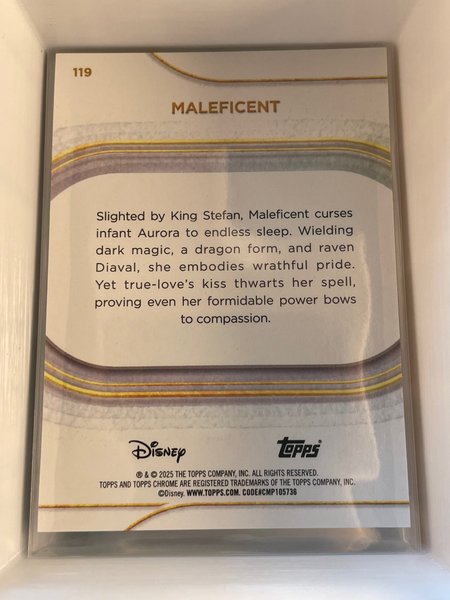 119
MALEFICENT
Slighted by King Stefan, Maleficent curses
infant Aurora to endless sleep. Wielding
dark magic, a dragon form, and raven
Diaval, she embodies wrathful pride.
Yet true-love's kiss thwarts her spell,
proving even her formidable power bows
to compassion.
Disney topps
® & © 2025 THE TOPPS COMPANY, INC. ALL RIGHTS RESERVED.
TOPPS AND TOPPS CHROME ARE REGISTERED TRADEMARKS OF THE TOPPS COMPANY, INC.
©Disney. WWW.TOPPS.COM. CODE#CMP105736